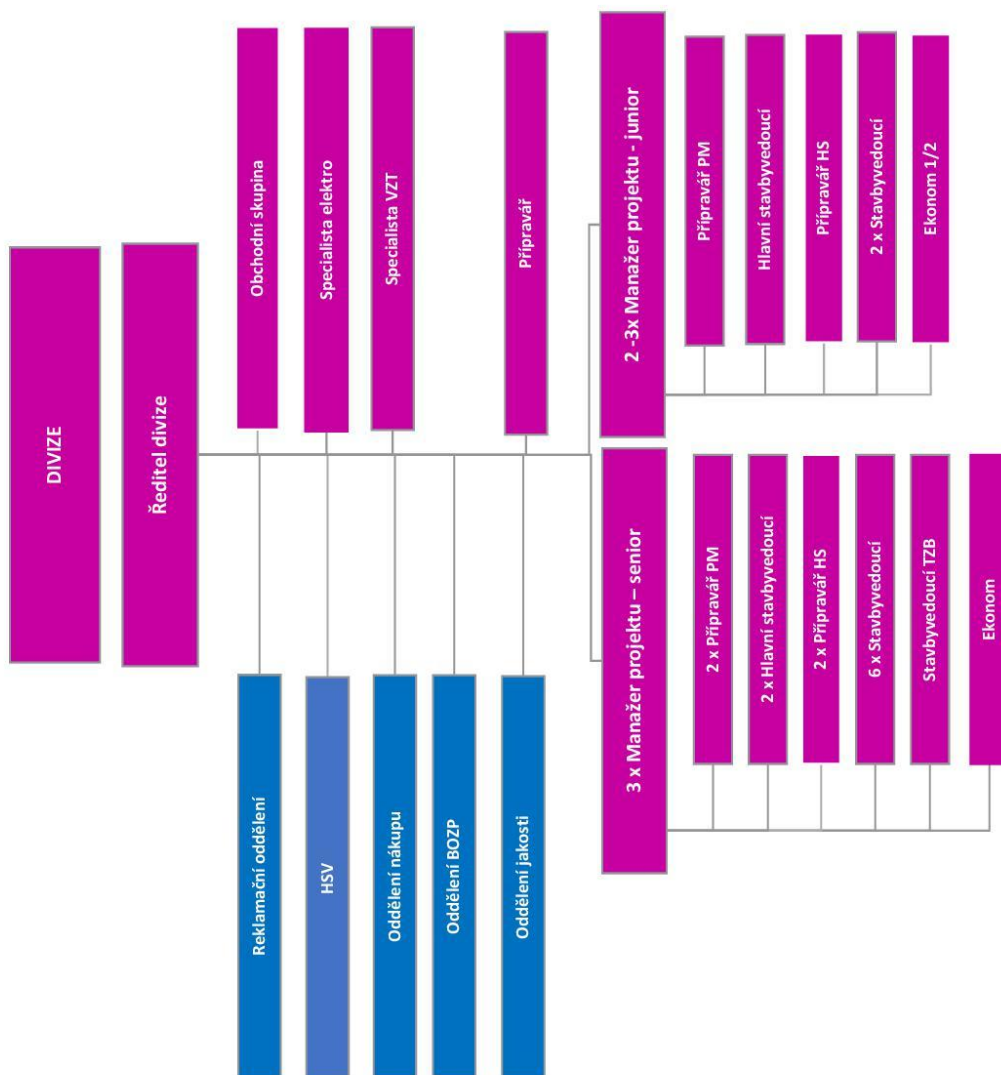 DIVIZE
Ředitel divize
Reklamační oddělení
Obchodní skupina
HSV
Specialista elektro
Oddělení nákupu
Specialista VZT
Oddělení BOZP
Oddělení jakosti
Přípravář
3 x Manažer projektu – senior
2 x Přípravář PM
2 x Hlavní stavbyvedoucí
2 x Přípravář HS
6 x Stavbyvedoucí
Stavbyvedoucí TZB
Ekonom
2 -3x Manažer projektu - junior
Přípravář PM
Hlavní stavbyvedoucí
Přípravář HS
2 x Stavbyvedoucí
Ekonom 1/2